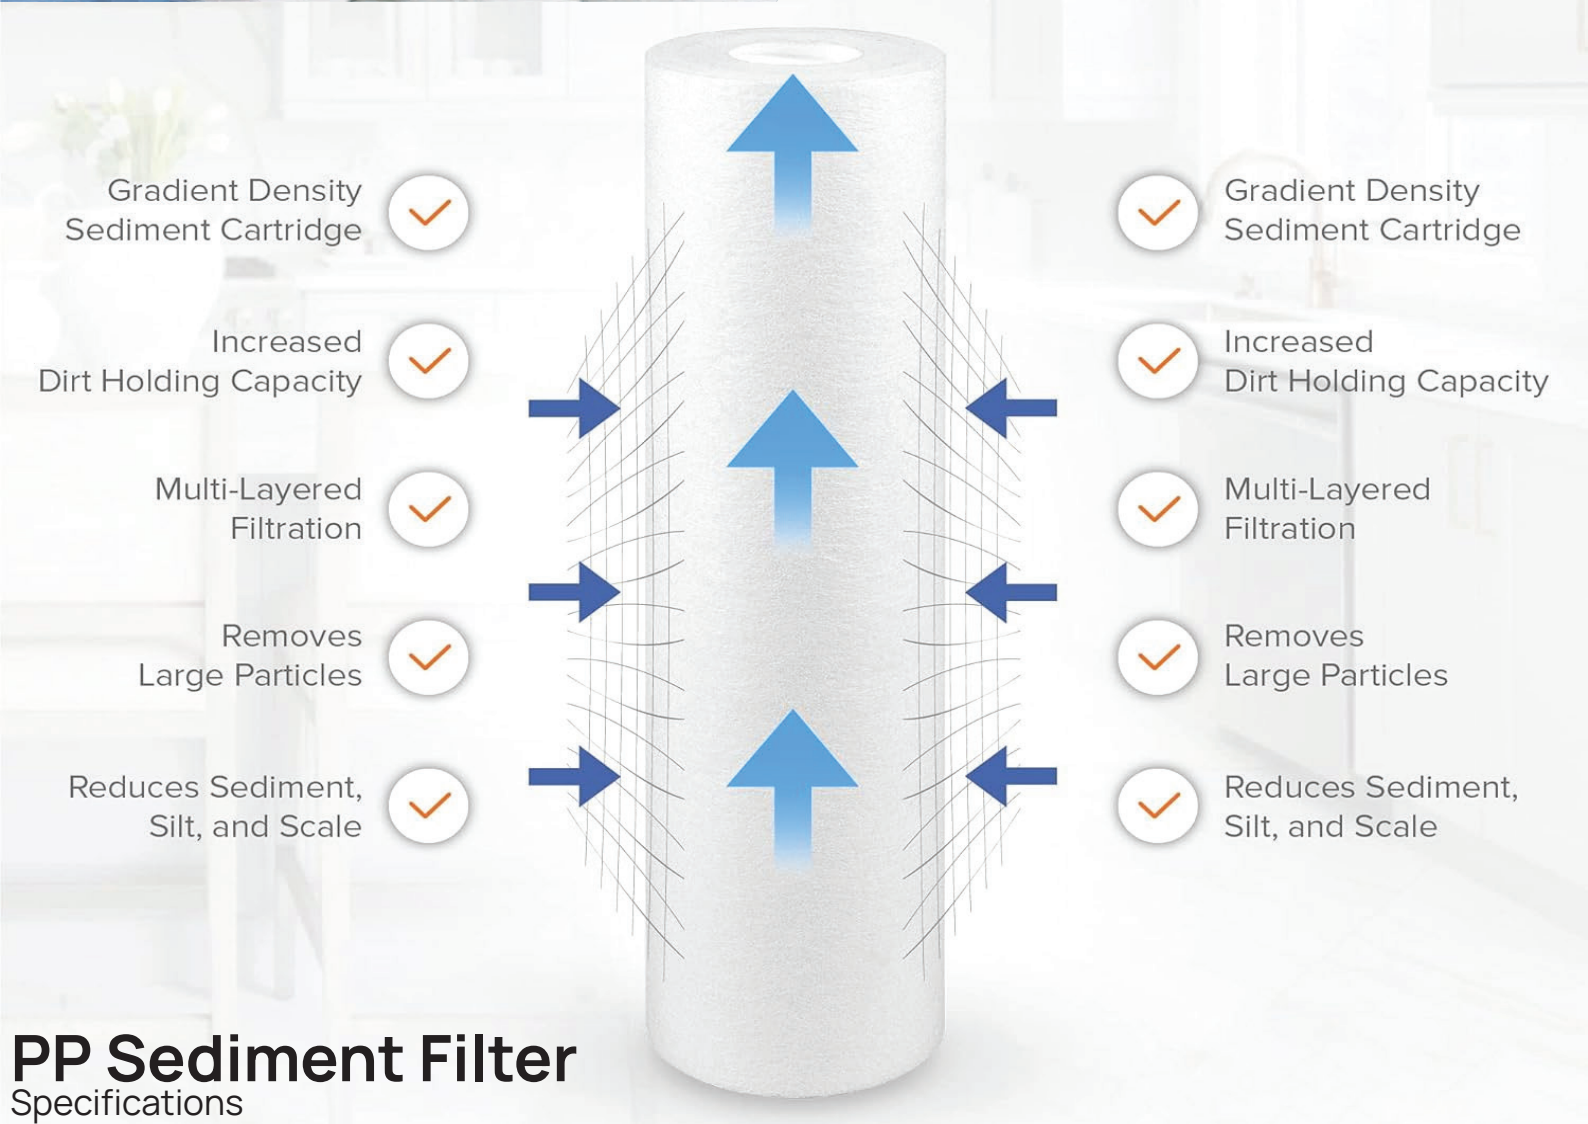 Gradient Density
Sediment Cartridge
Increased
Dirt Holding Capacity
Multi-Layered
Filtration
Removes
Large Particles
Reduces Sediment,
Silt, and Scale
Gradient Density
Sediment Cartridge
Increased
Dirt Holding Capacity
Multi-Layered
Filtration
Removes
Large Particles
Reduces Sediment,
Silt, and Scale
PP Sediment Filter
Specifications